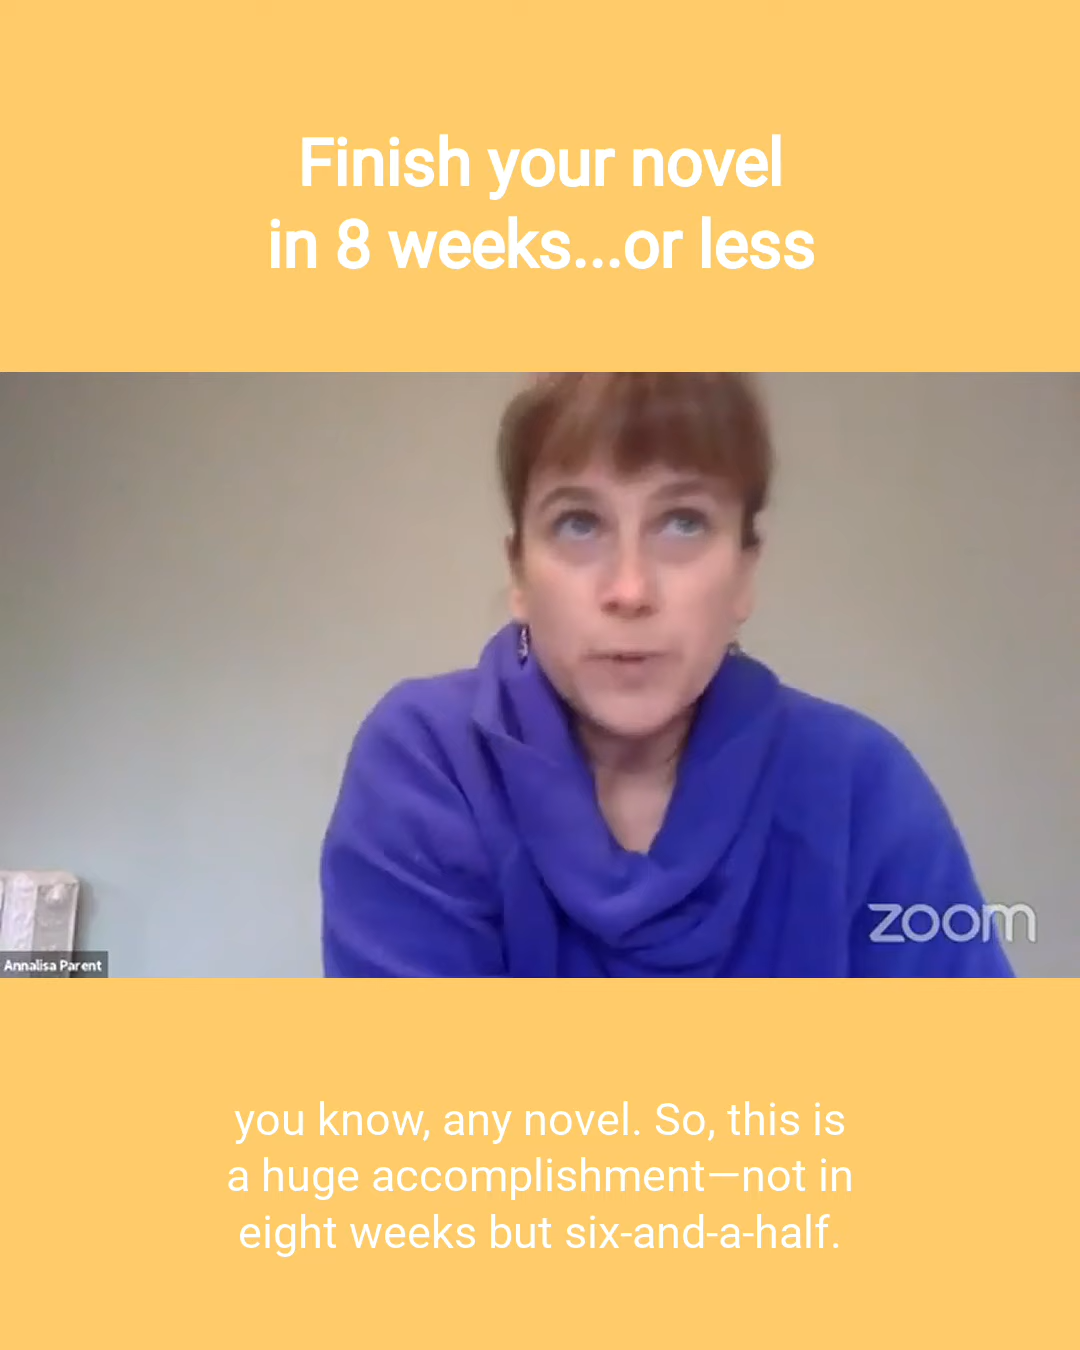 Finish your novel
in 8 weeks...or less
zoom
Annalisa Parent
you know, any novel. So, this is
a huge accomplishment—not in
eight weeks but six-and-a-half.